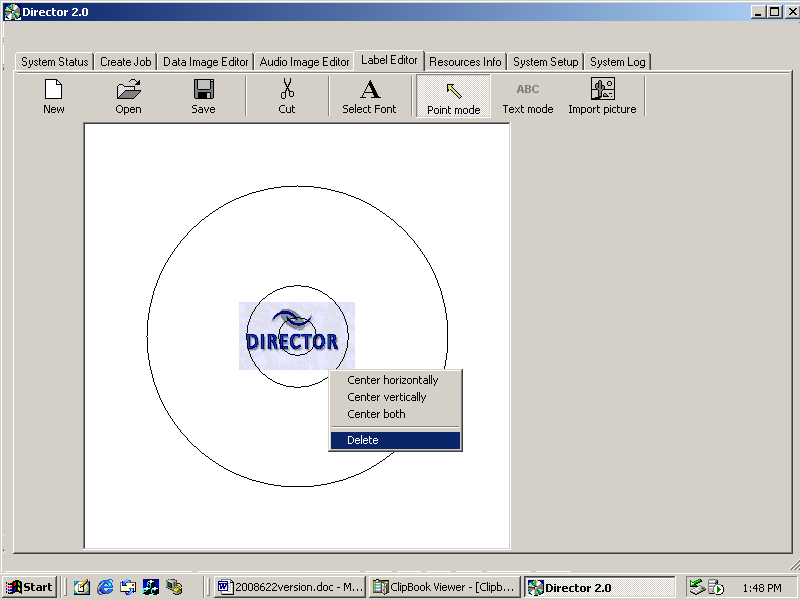 Director 2.0
System Status Create Job Data Image Editor Audio Image Editor Label Editor Resources Info System Setup System Log
New Open Save Cut Select Font Point mode ABC Text mode Import picture
DIRECTOR
Center horizontally
Center vertically
Center both
Delete
Start 2008622version.doc - M... ClipBook Viewer - [Clipb... Director 2.0 1:48 PM